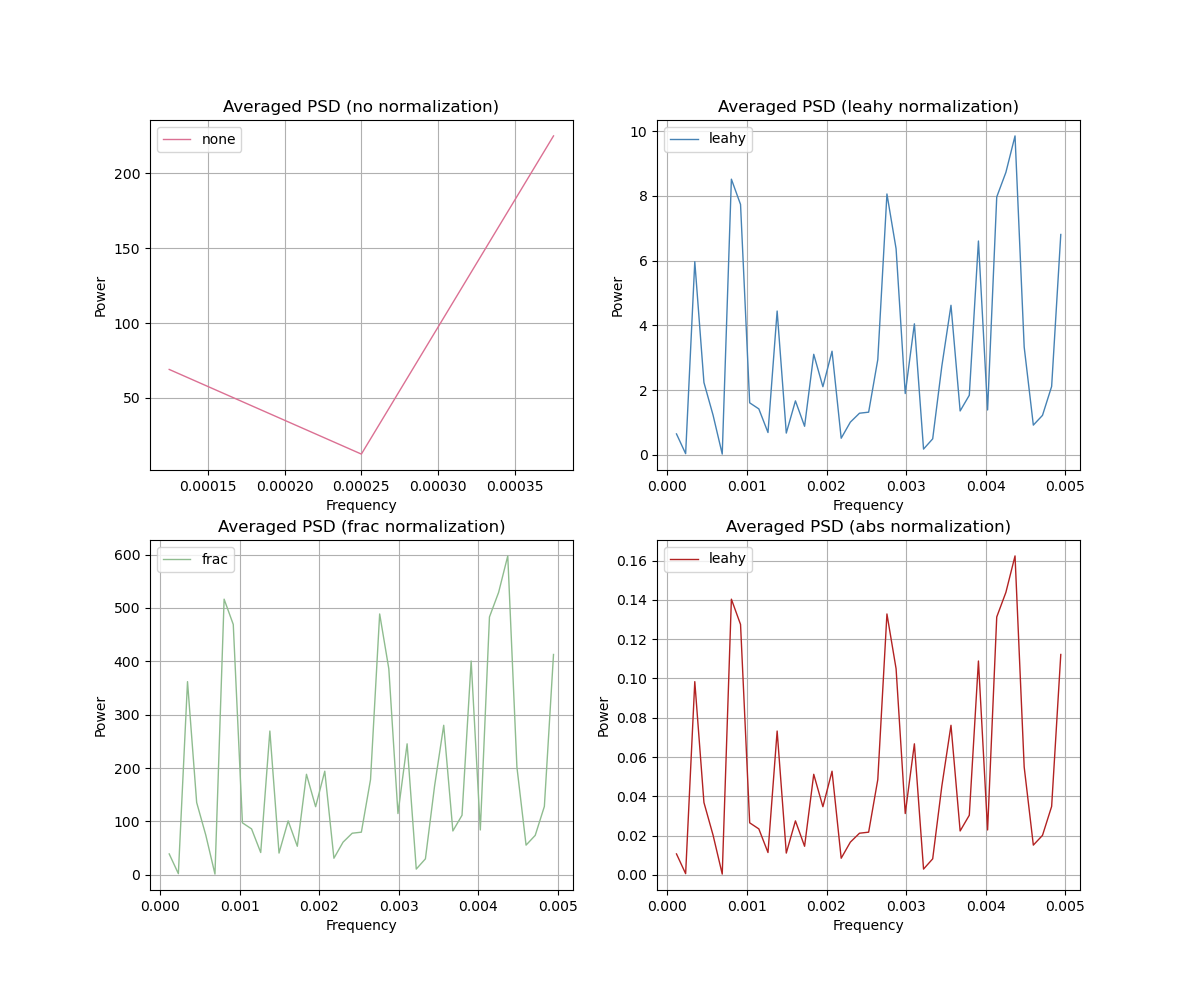 Averaged PSD (no normalization)
none
200
150
100
50
0.00015 0.00020 0.00025 0.00030 0.00035
Frequency
Power
Averaged PSD (leahy normalization)
leahy
10
8
6
4
2
0
0.000 0.001 0.002 0.003 0.004 0.005
Frequency
Power
Averaged PSD (frac normalization)
frac
600
500
400
300
200
100
0
0.000 0.001 0.002 0.003 0.004 0.005
Frequency
Power
Averaged PSD (abs normalization)
leahy
0.16
0.14
0.12
0.10
0.08
0.06
0.04
0.02
0.00
0.000 0.001 0.002 0.003 0.004 0.005
Frequency
Power